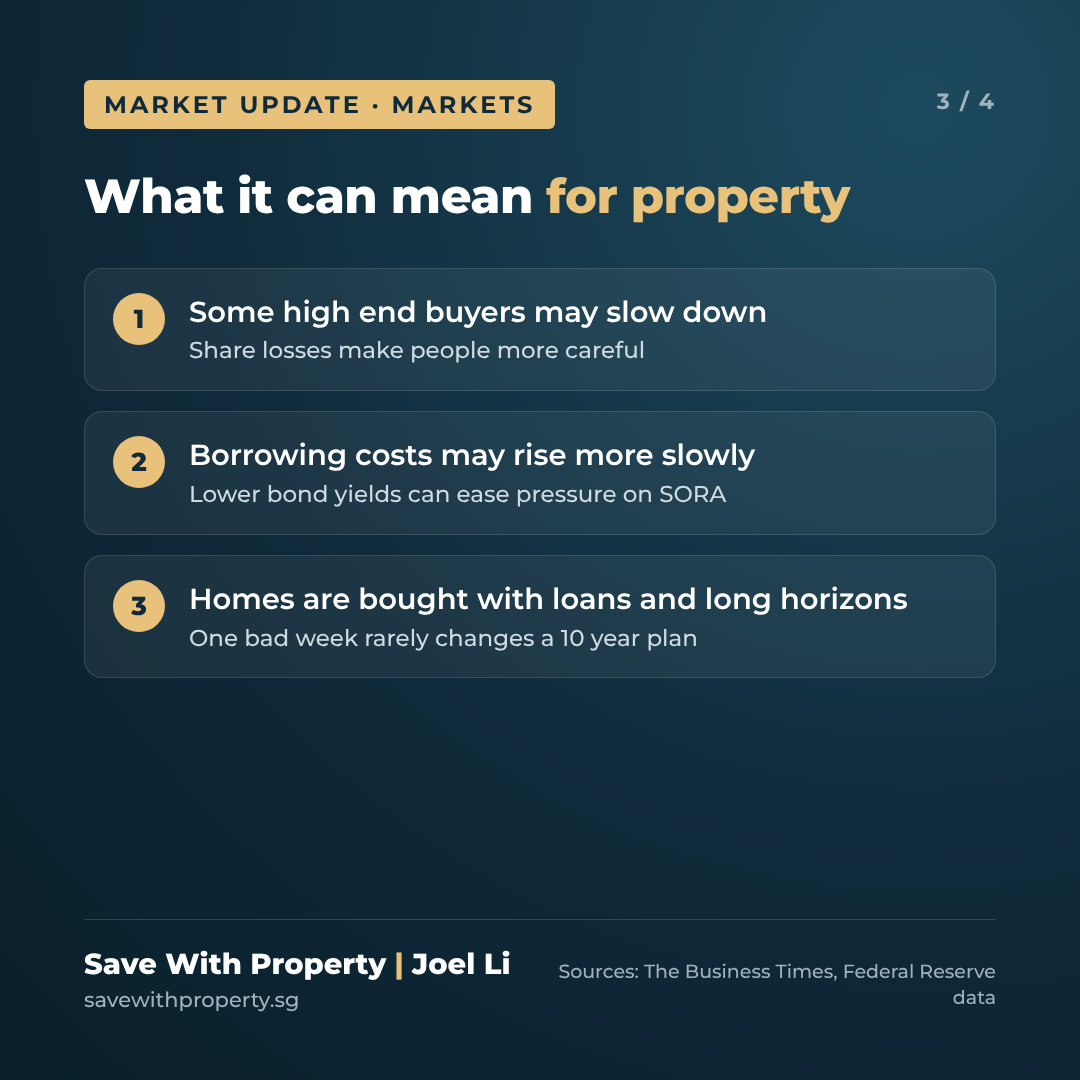 MARKET UPDATE · MARKETS
3 / 4
What it can mean for property
1
Some high end buyers may slow down
Share losses make people more careful
2
Borrowing costs may rise more slowly
Lower bond yields can ease pressure on SORA
3
Homes are bought with loans and long horizons
One bad week rarely changes a 10 year plan
Save With Property | Joel Li
savewithproperty.sg
Sources: The Business Times, Federal Reserve
data